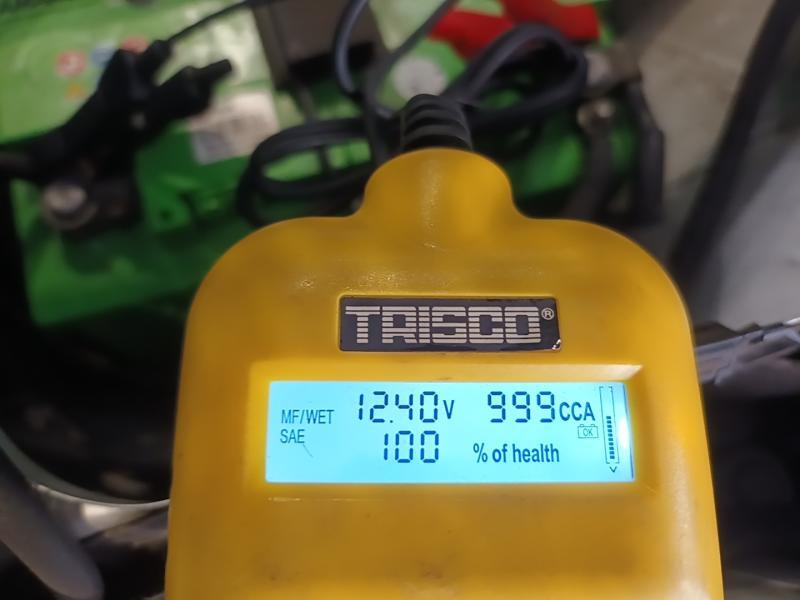 TRISCO®
MF/WET 12.40V 999CCA
SAE 100 % of health
OK